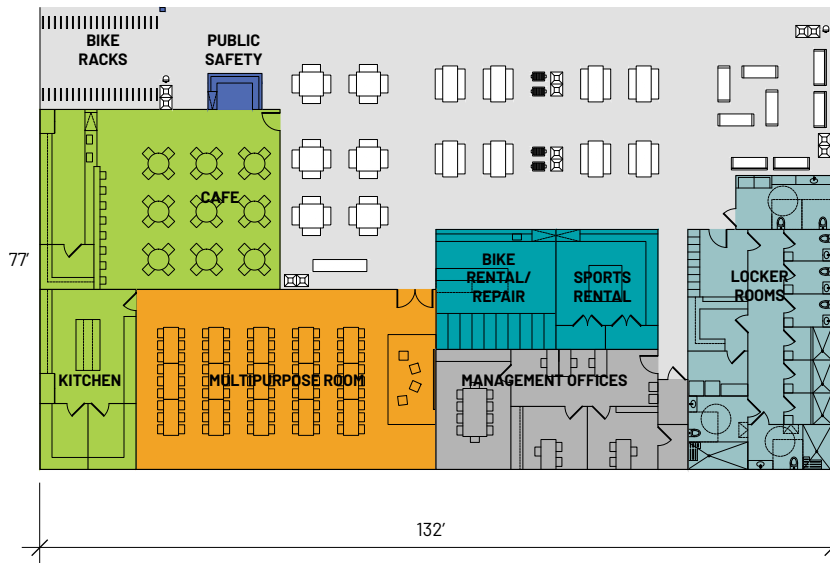 BIKE
RACKS
PUBLIC
SAFETY
CAFE
77’
BIKE
RENTAL/
REPAIR
SPORTS
RENTAL
LOCKER
ROOMS
KITCHEN
MULTIPURPOSE ROOM
MANAGEMENT OFFICES
132’